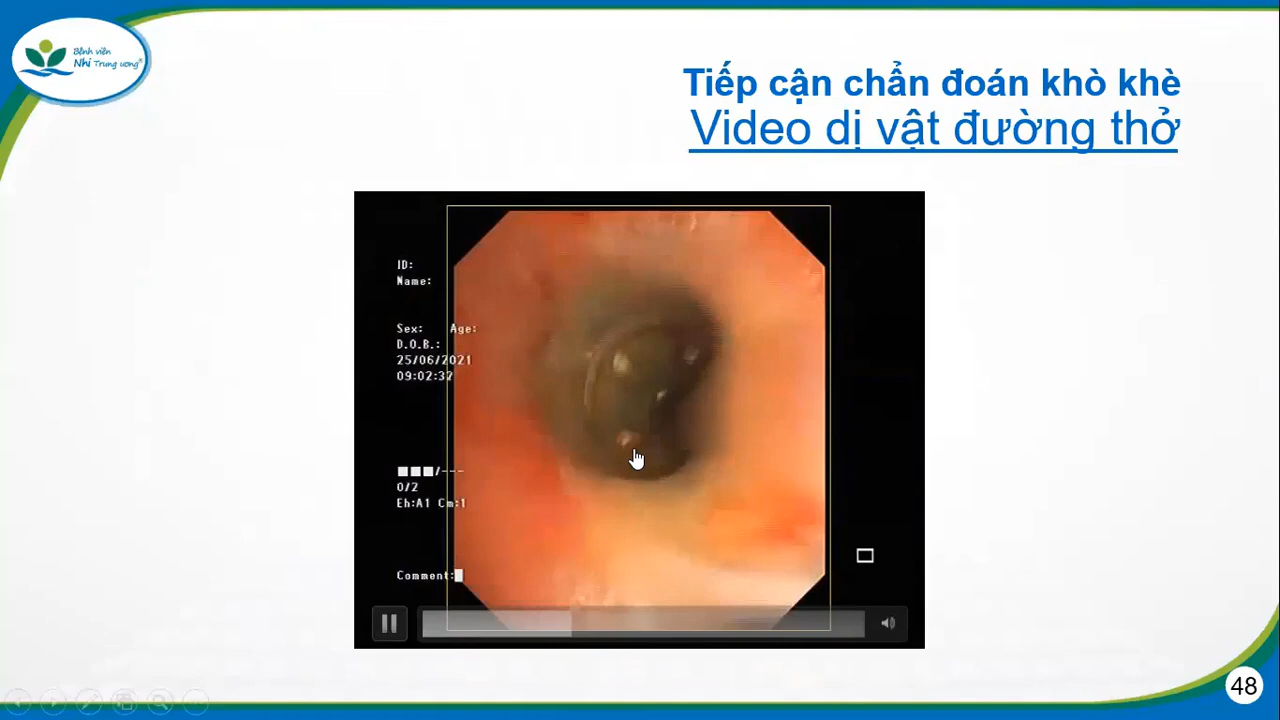 Bệnh viện
Nhi Trung ương
Tiếp cận chẩn đoán khò khè
Video dị vật đường thở
ID:
Name:
Sex: Age:
D.O.B.:
25/06/2021
09:02:32
/---
0/2
Eh:A1 Cm:1
Comment:
48